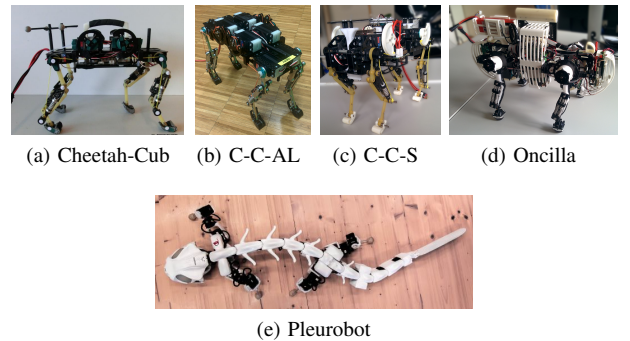 (a) Cheetah-Cub (b) C-C-AL (c) C-C-S (d) Oncilla
(e) Pleurobot